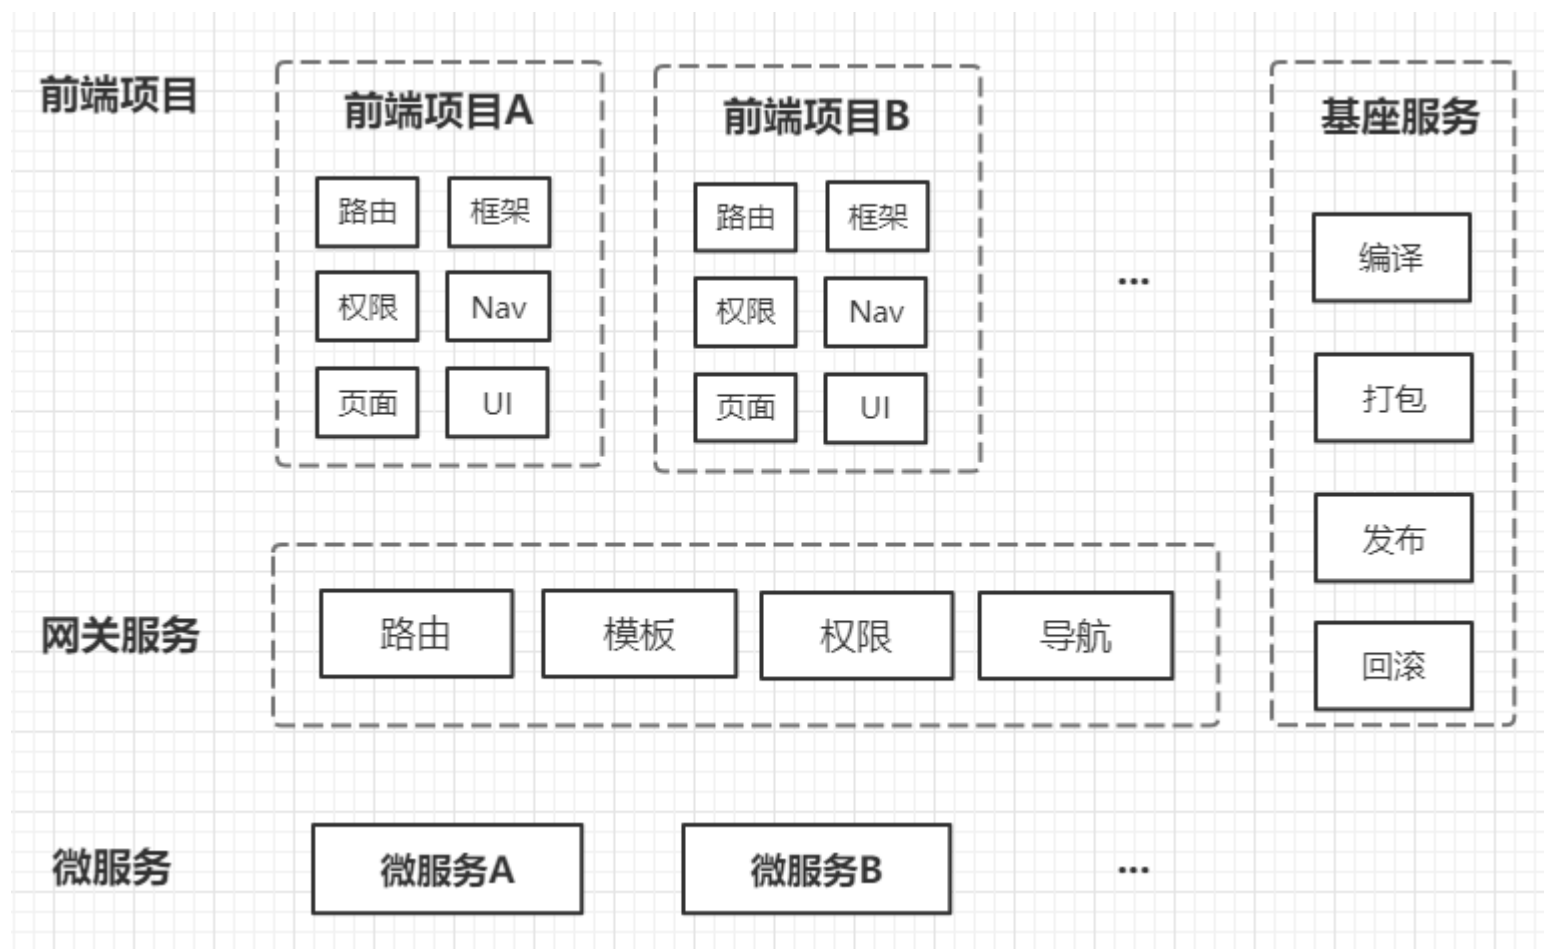 前端项目
前端项目A
路由
框架
权限
Nav
页面
UI
前端项目B
路由
框架
权限
Nav
页面
UI
...
基座服务
编译
打包
发布
回滚
网关服务
路由
模板
权限
导航
微服务
微服务A
微服务B
...